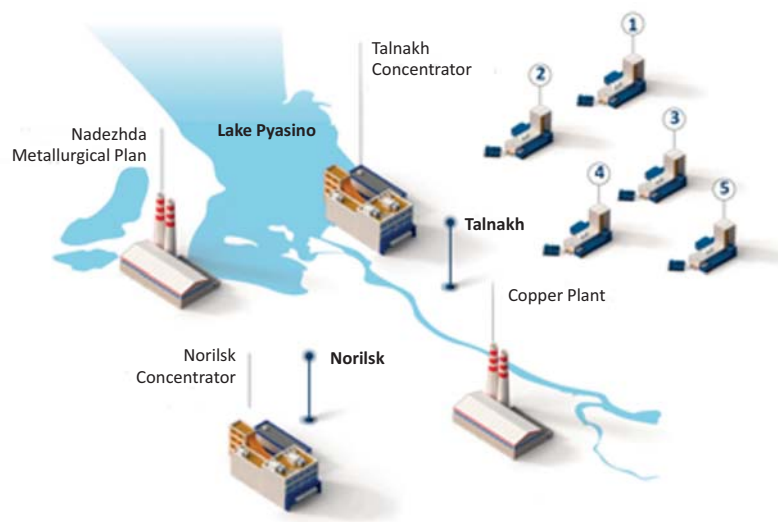 1
Talnakh
Concentrator
2
Nadezhda
Metallurgical Plan
Lake Pyasino
3
4
5
Talnakh
Copper Plant
Norilsk
Concentrator
Norilsk